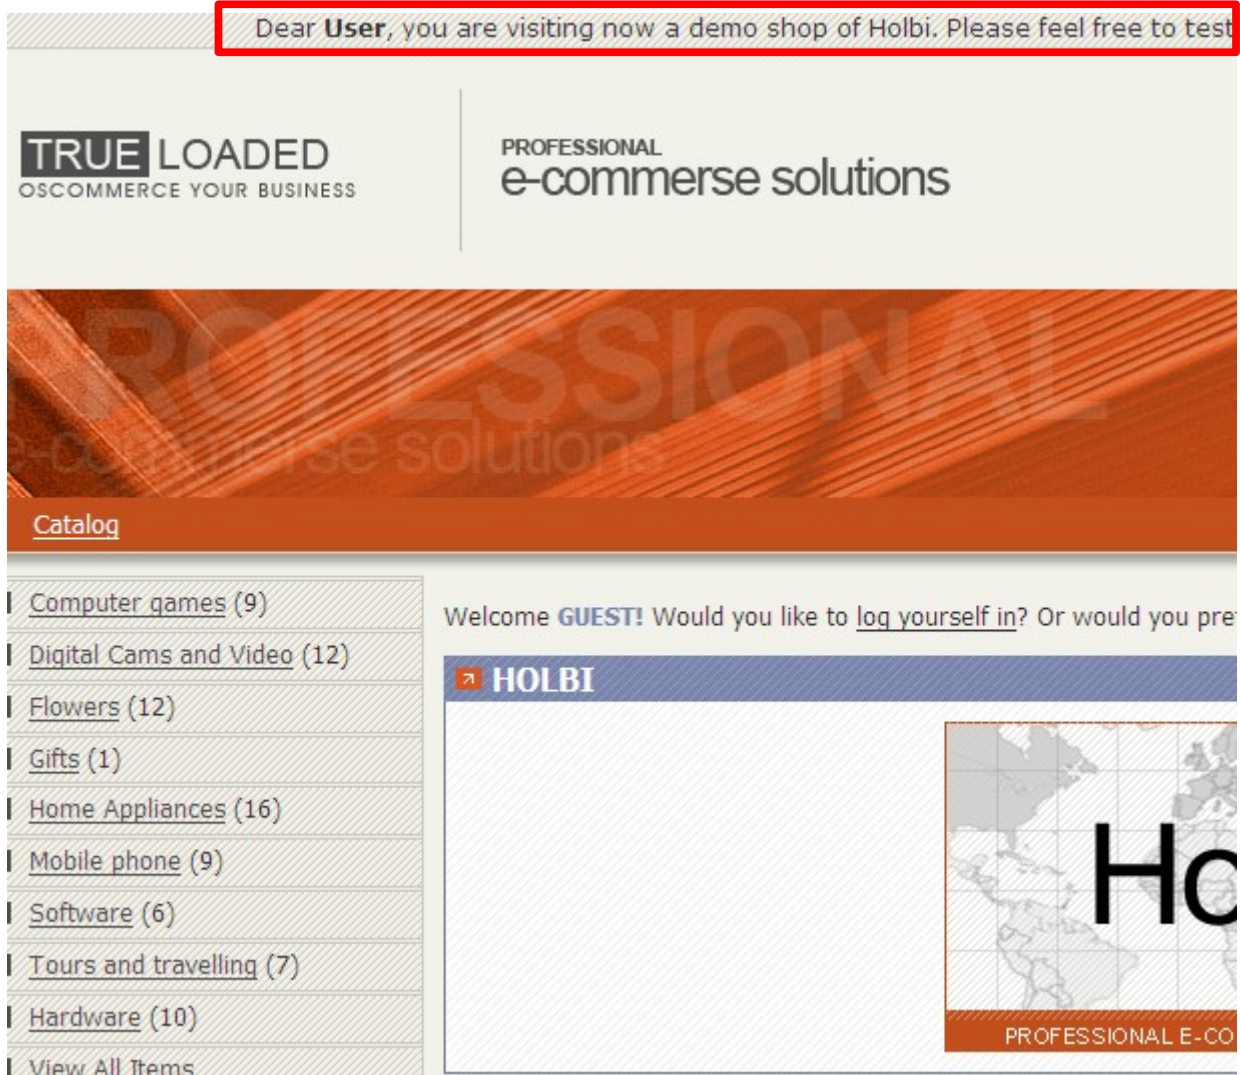 Dear User, you are visiting now a demo shop of Holbi. Please feel free to test
TRUE LOADED
OSCOMMERCE YOUR BUSINESS
PROFESSIONAL
e-commerse solutions
ROFESSIONAL
e-commerse solutions
Catalog
Computer games (9)
Digital Cams and Video (12)
Flowers (12)
Gifts (1)
Home Appliances (16)
Mobile phone (9)
Software (6)
Tours and travelling (7)
Hardware (10)
View All Items
Welcome GUEST! Would you like to log yourself in? Or would you pre
HOLBI
Ho
PROFESSIONAL E-CO